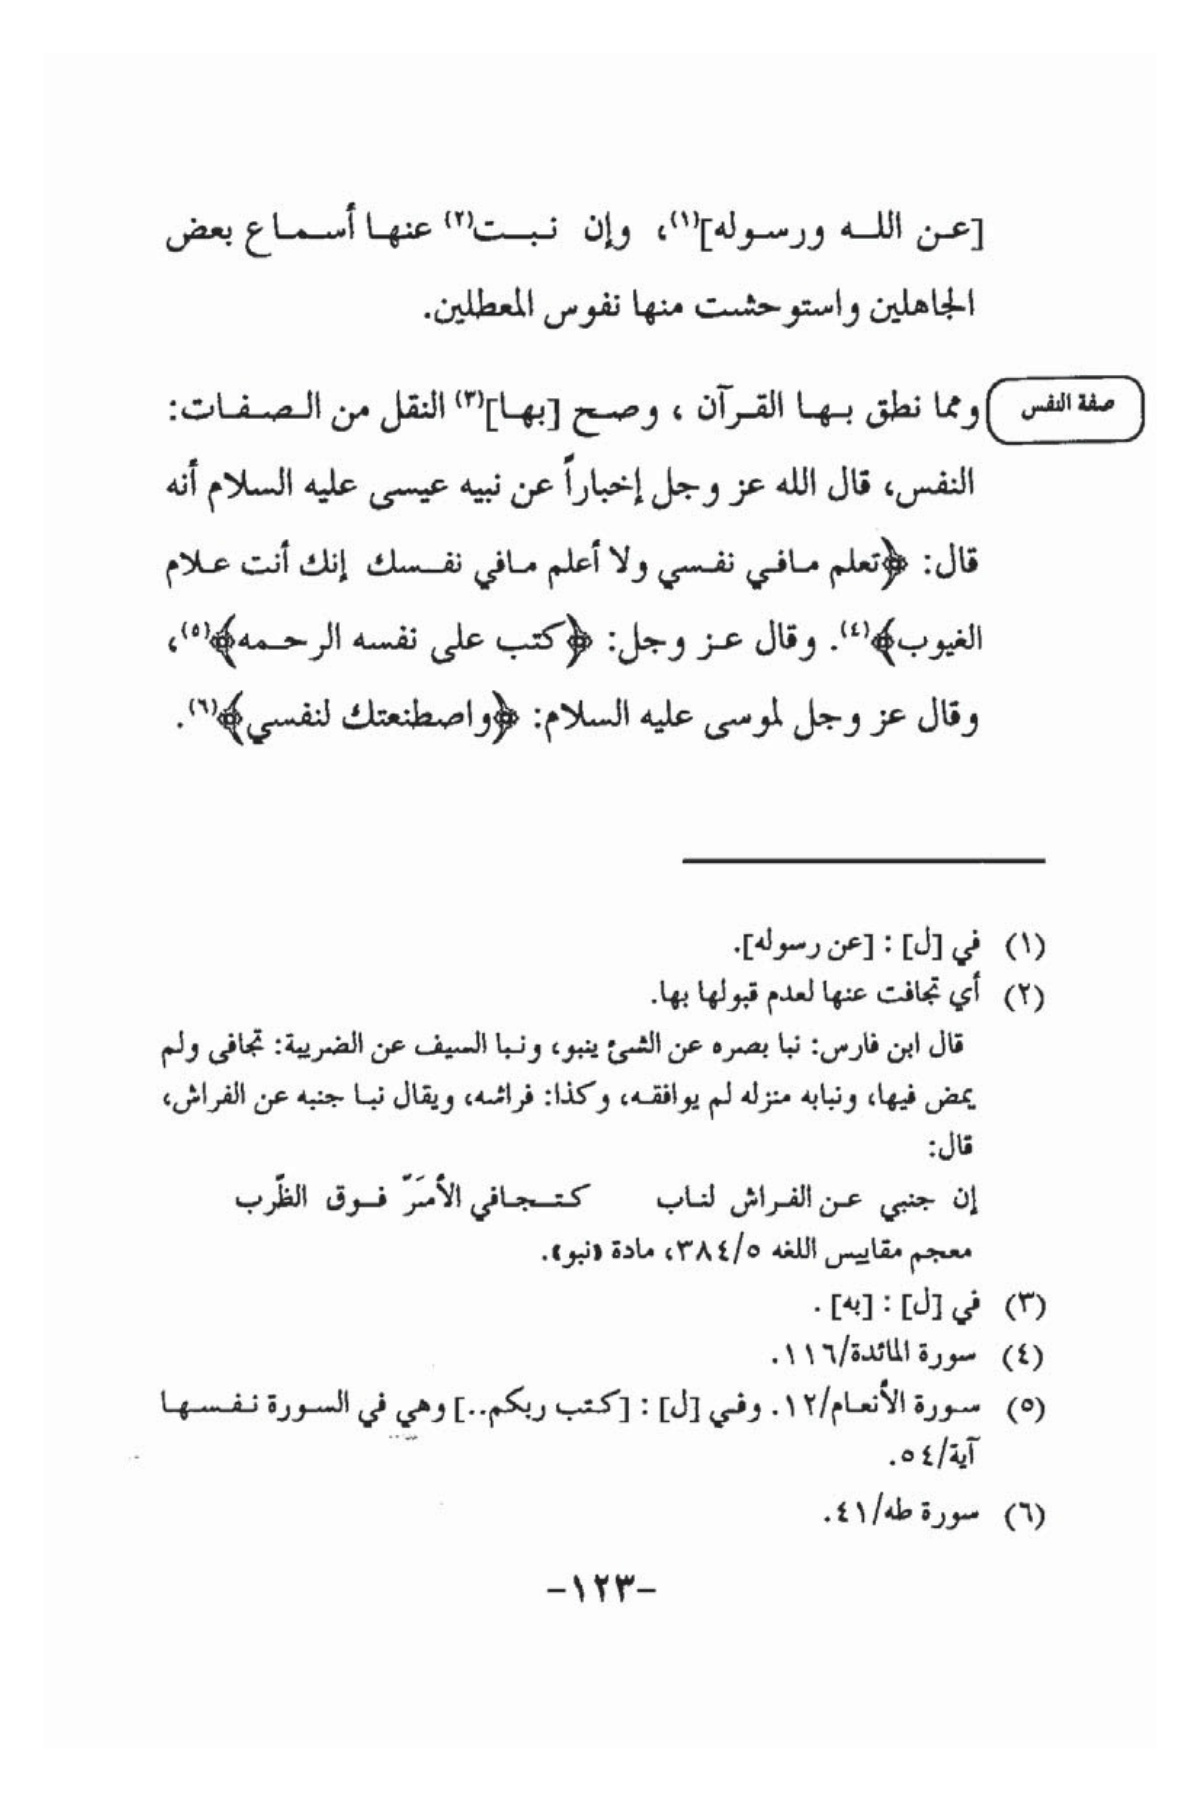 [عن الله ورسوله](١)، وإن نبت(٢) عنها أسماع بعض
الجاهلين واستوحشت منها نفوس المعطلين.
صفة النفس
ومما نطق بها القرآن ، وصح [بها](٣) النقل من الصفات:
النفس، قال الله عز وجل إخباراً عن نبيه عيسى عليه السلام أنه
قال: ﴿تعلم مافي نفسي ولا أعلم مافي نفسك إنك أنت علام
الغيوب﴾(٤). وقال عز وجل: ﴿كتب على نفسه الرحمه﴾(٥)،
وقال عز وجل لموسى عليه السلام: ﴿واصطنعتك لنفسي﴾(٦).
(١) في [ل] : [عن رسوله].
(٢) أي تجافت عنها لعدم قبولها بها.
قال ابن فارس: نبا بصره عن الشئ ينبو، ونبا السيف عن الضريبة: تجافى ولم
يمض فيها، ونبابه منزله لم يوافقه، وكذا: فراشه، ويقال نبا جنبه عن الفراش،
قال:
إن جنبي عن الفراش لناب كتجافي الأمَرّ فوق الظّرب
معجم مقاييس اللغه ٣٨٤/٥، مادة «نبو».
(٣) في [ل] : [به] .
(٤) سورة المائدة/١١٦.
(٥) سورة الأنعام/١٢. وفي [ل] : [كتب ربكم..] وهي في السورة نفسها
آية/٥٤.
(٦) سورة طه/٤١.
-١٢٣-